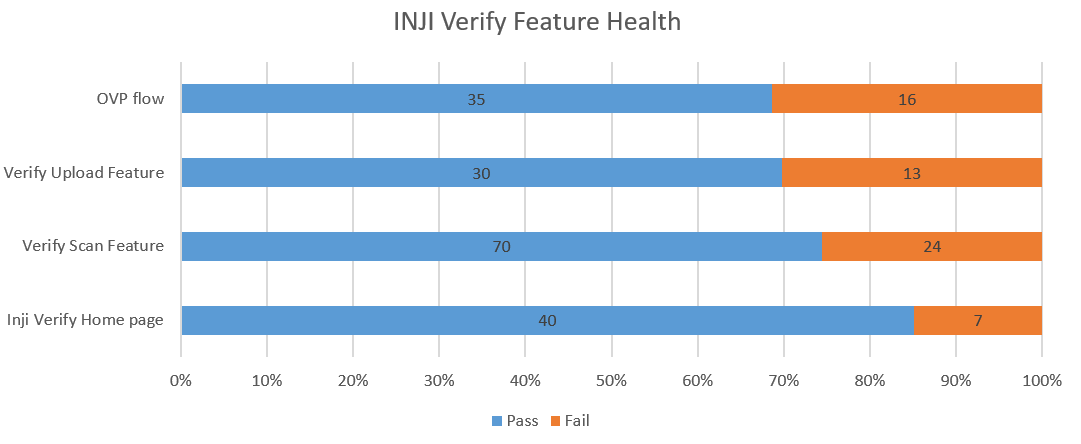 INJI Verify Feature Health
OVP flow
35 16
Verify Upload Feature
30 13
Verify Scan Feature
70 24
Inji Verify Home page
40 7
0% 10% 20% 30% 40% 50% 60% 70% 80% 90% 100%
Pass Fail